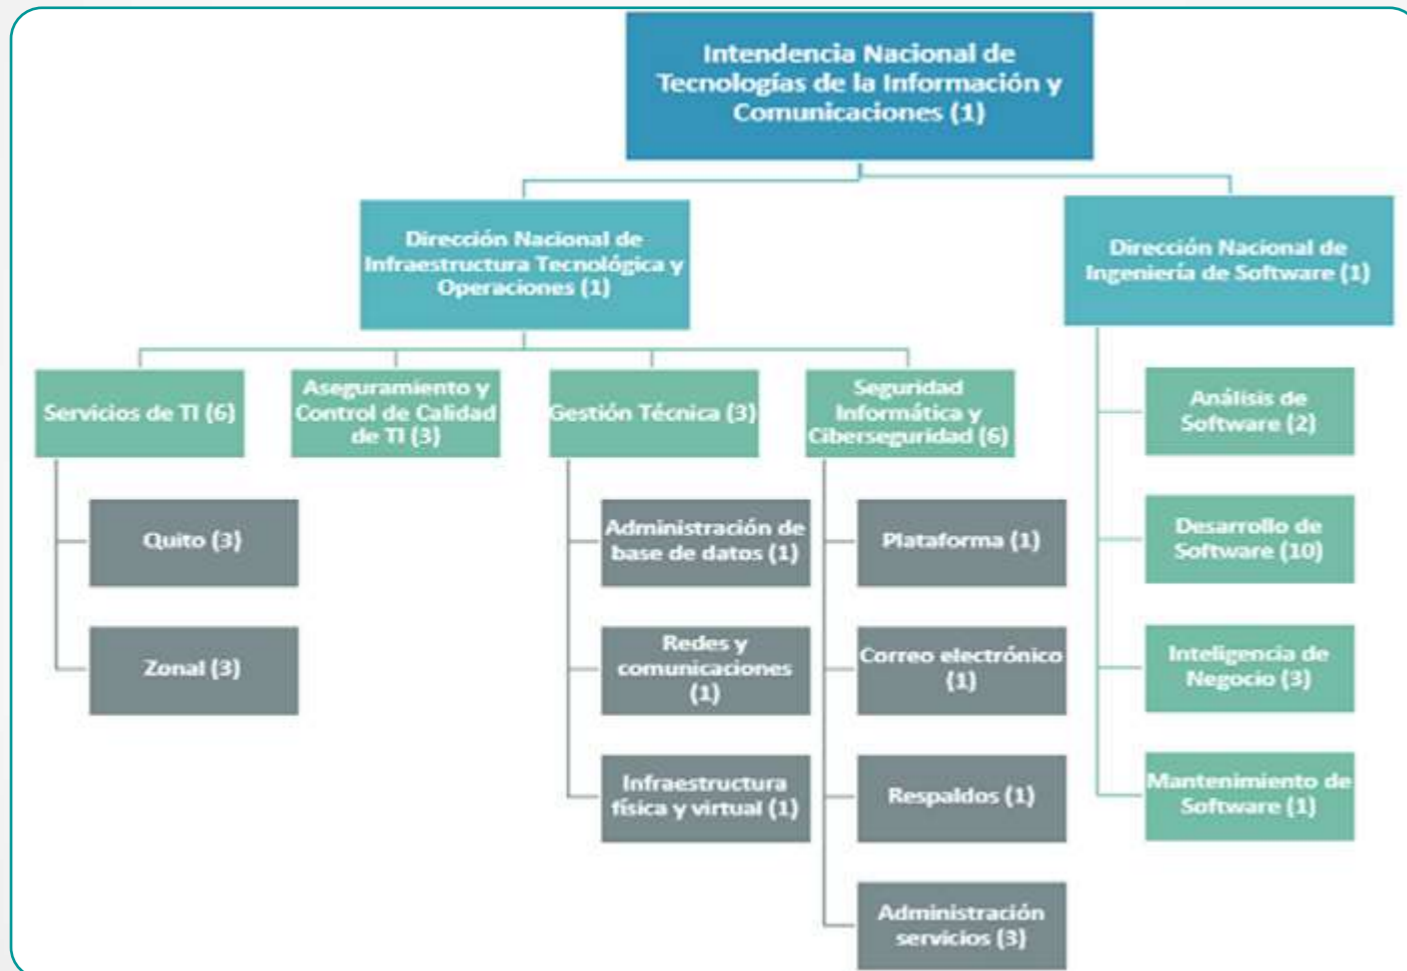 Intendencia Nacional de
Tecnologías de la Información y
Comunicaciones (1)
Dirección Nacional de
Infraestructura Tecnológica y
Operaciones (1)
Dirección Nacional de
Ingeniería de Software (1)
Servicios de TI (6)
Aseguramiento y
Control de Calidad
de TI (3)
Gestión Técnica (3)
Seguridad
Informática y
Ciberseguridad (6)
Análisis de
Software (2)
Quito (3)
Administración de
base de datos (1)
Plataforma (1)
Desarrollo de
Software (10)
Zonal (3)
Redes y
comunicaciones
(1)
Correo electrónico
(1)
Inteligencia de
Negocio (3)
Infraestructura
física y virtual (1)
Respaldos (1)
Mantenimiento de
Software (1)
Administración
servicios (3)